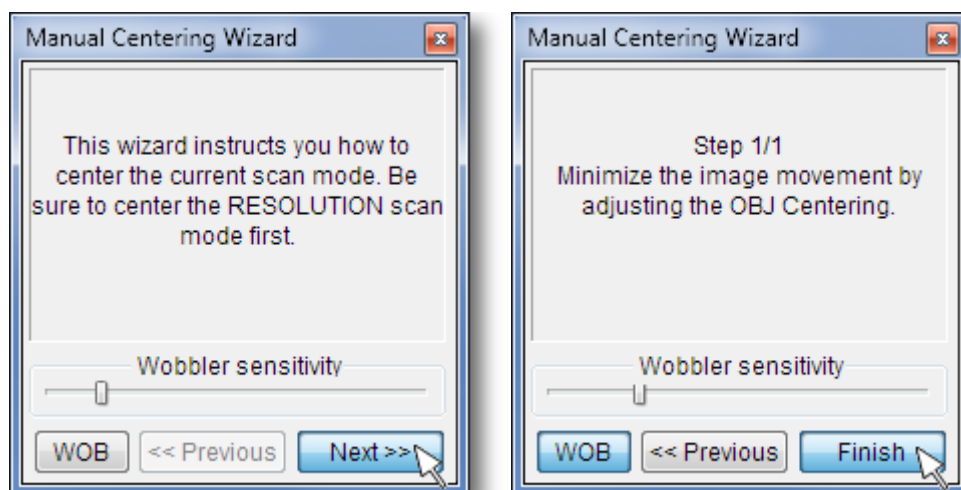 Manual Centering Wizard
This wizard instructs you how to
center the current scan mode. Be
sure to center the RESOLUTION scan
mode first.
Wobbler sensitivity
WOB
<< Previous
Next >>
Manual Centering Wizard
Step 1/1
Minimize the image movement by
adjusting the OBJ Centering.
Wobbler sensitivity
WOB
<< Previous
Finish